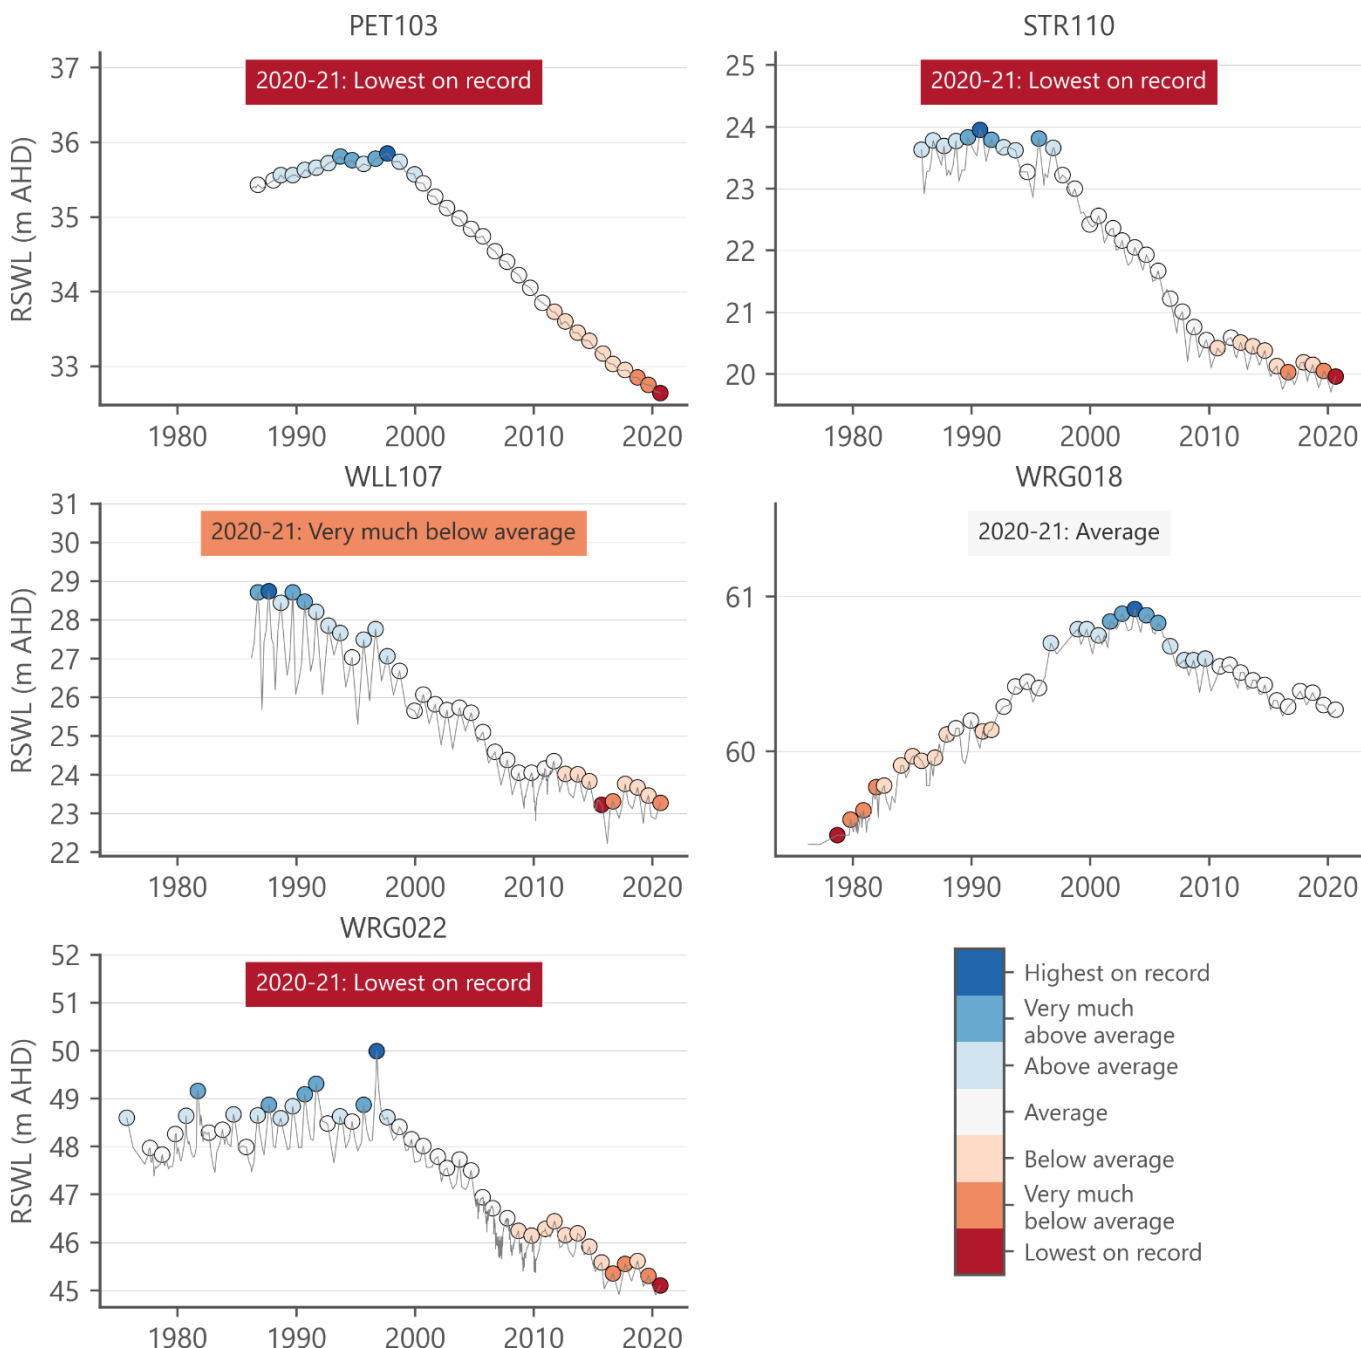 PET103
2020-21: Lowest on record
RSWL (m AHD)
37
36
35
34
33
1980 1990 2000 2010 2020
STR110
2020-21: Lowest on record
25
24
23
22
21
20
1980 1990 2000 2010 2020
WLL107
2020-21: Very much below average
RSWL (m AHD)
31
30
29
28
27
26
25
24
23
22
1980 1990 2000 2010 2020
WRG018
2020-21: Average
61
60
1980 1990 2000 2010 2020
WRG022
2020-21: Lowest on record
RSWL (m AHD)
52
51
50
49
48
47
46
45
1980 1990 2000 2010 2020
Highest on record
Very much
above average
Above average
Average
Below average
Very much
below average
Lowest on record